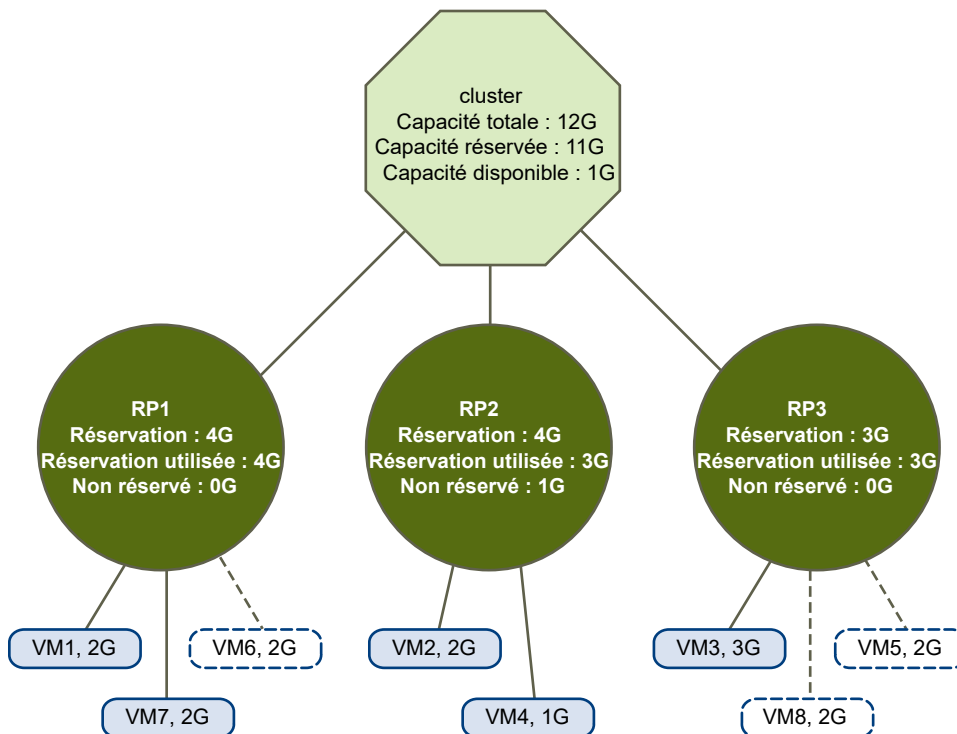 cluster
Capacité totale : 12G
Capacité réservée : 11G
Capacité disponible : 1G
RP1
Réservation : 4G
Réservation utilisée : 4G
Non réservé : 0G
RP2
Réservation : 4G
Réservation utilisée : 3G
Non réservé : 1G
RP3
Réservation : 3G
Réservation utilisée : 3G
Non réservé : 0G
VM1, 2G
VM6, 2G
VM2, 2G
VM3, 3G
VM5, 2G
VM7, 2G
VM4, 1G
VM8, 2G